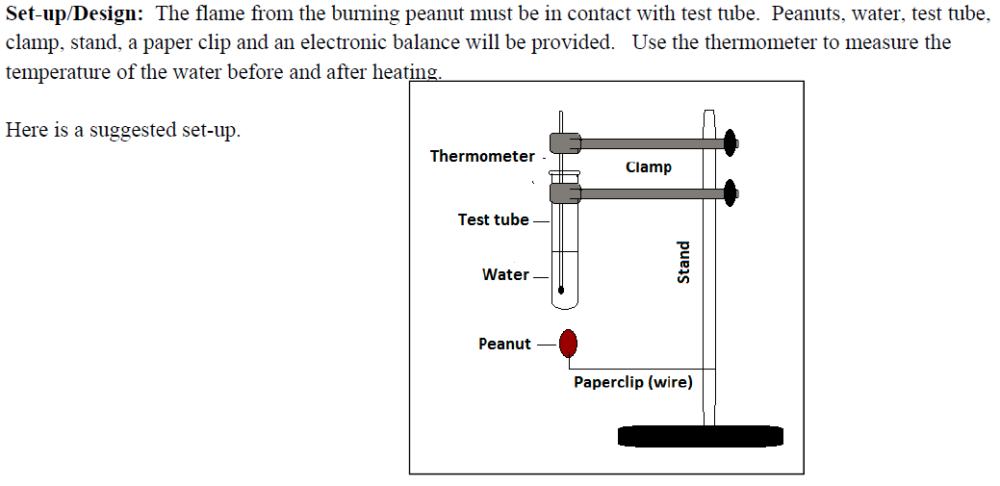 Set-up/Design:  The flame from the burning peanut must be in contact with test tube.  Peanuts, water, test tube,
clamp, stand, a paper clip and an electronic balance will be provided.   Use the thermometer to measure the
temperature of the water before and after heating.
Here is a suggested set-up.
Thermometer
Clamp
Test tube
Stand
Water
Peanut
Paperclip (wire)